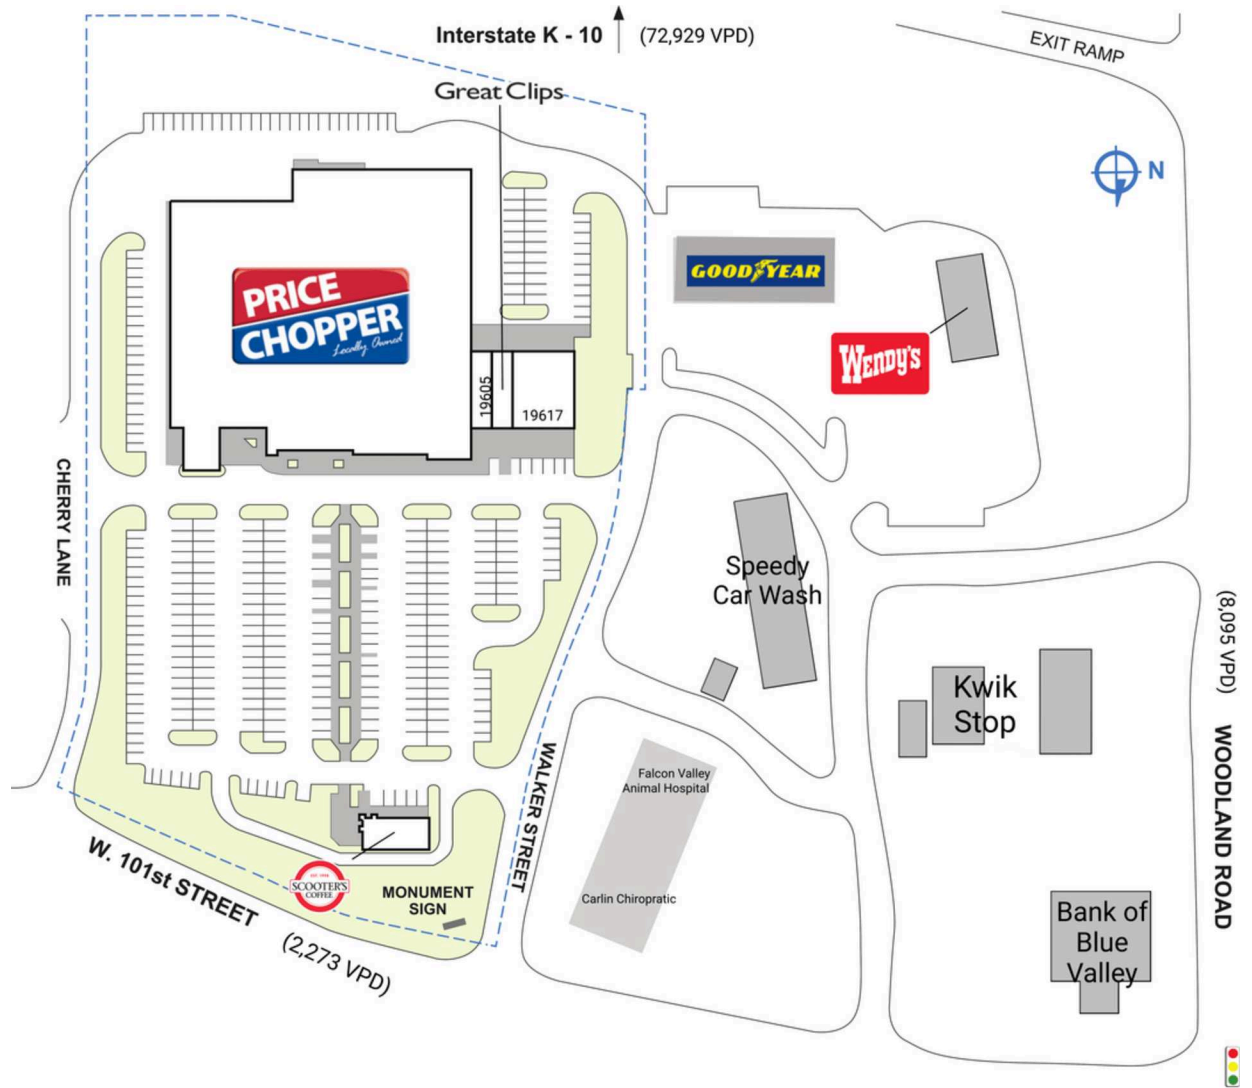 Interstate K - 10 (72,929 VPD)
EXIT RAMP
Great Clips
N
PRICE
CHOPPER
Locally Owned
GOODYEAR
WENDY'S
19605
19617
CHERRY LANE
Speedy
Car Wash
(8,095 VPD)
WOODLAND ROAD
Kwik
Stop
WALKER STREET
Falcon Valley
Animal Hospital
Carlin Chiropratic
W. 101st STREET
(2,273 VPD)
EST. 1998
SCOOTER'S
COFFEE
MONUMENT
SIGN
Bank of
Blue
Valley